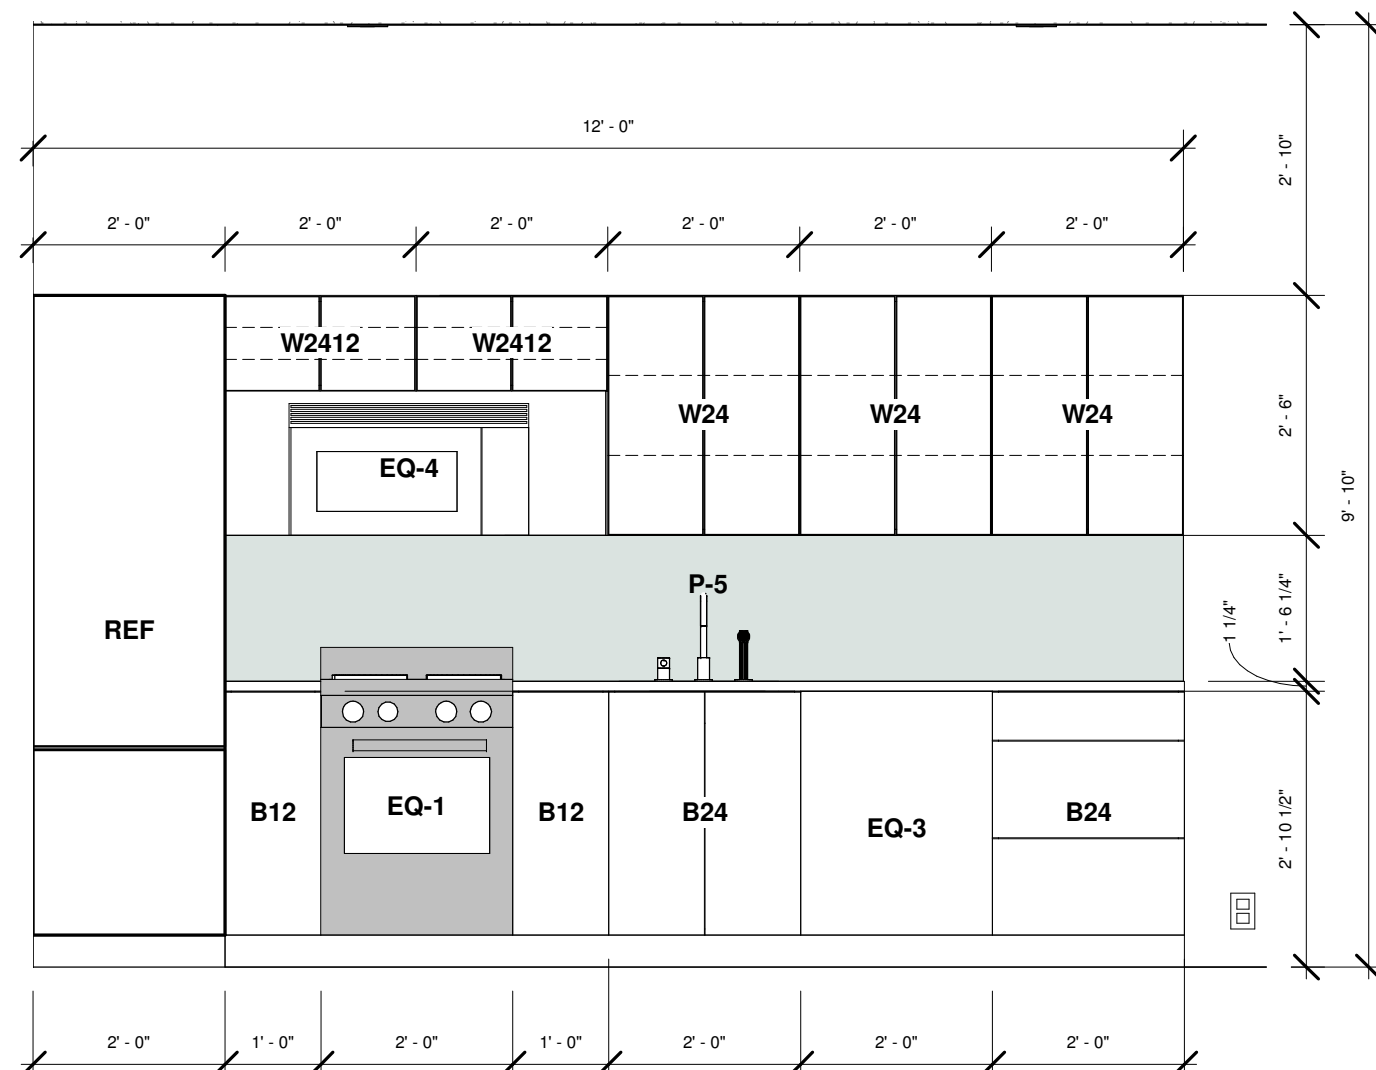 12' - 0"
2' - 10"
2' - 0"
2' - 0"
2' - 0"
2' - 0"
2' - 0"
2' - 0"
W2412
W2412
W24
W24
W24
2' - 6"
EQ-4
9' - 10"
P-5
1' - 6 1/4"
1 1/4"
REF
B12
EQ-1
B12
B24
EQ-3
B24
2' - 10 1/2"
2' - 0"
1' - 0"
2' - 0"
1' - 0"
2' - 0"
2' - 0"
2' - 0"